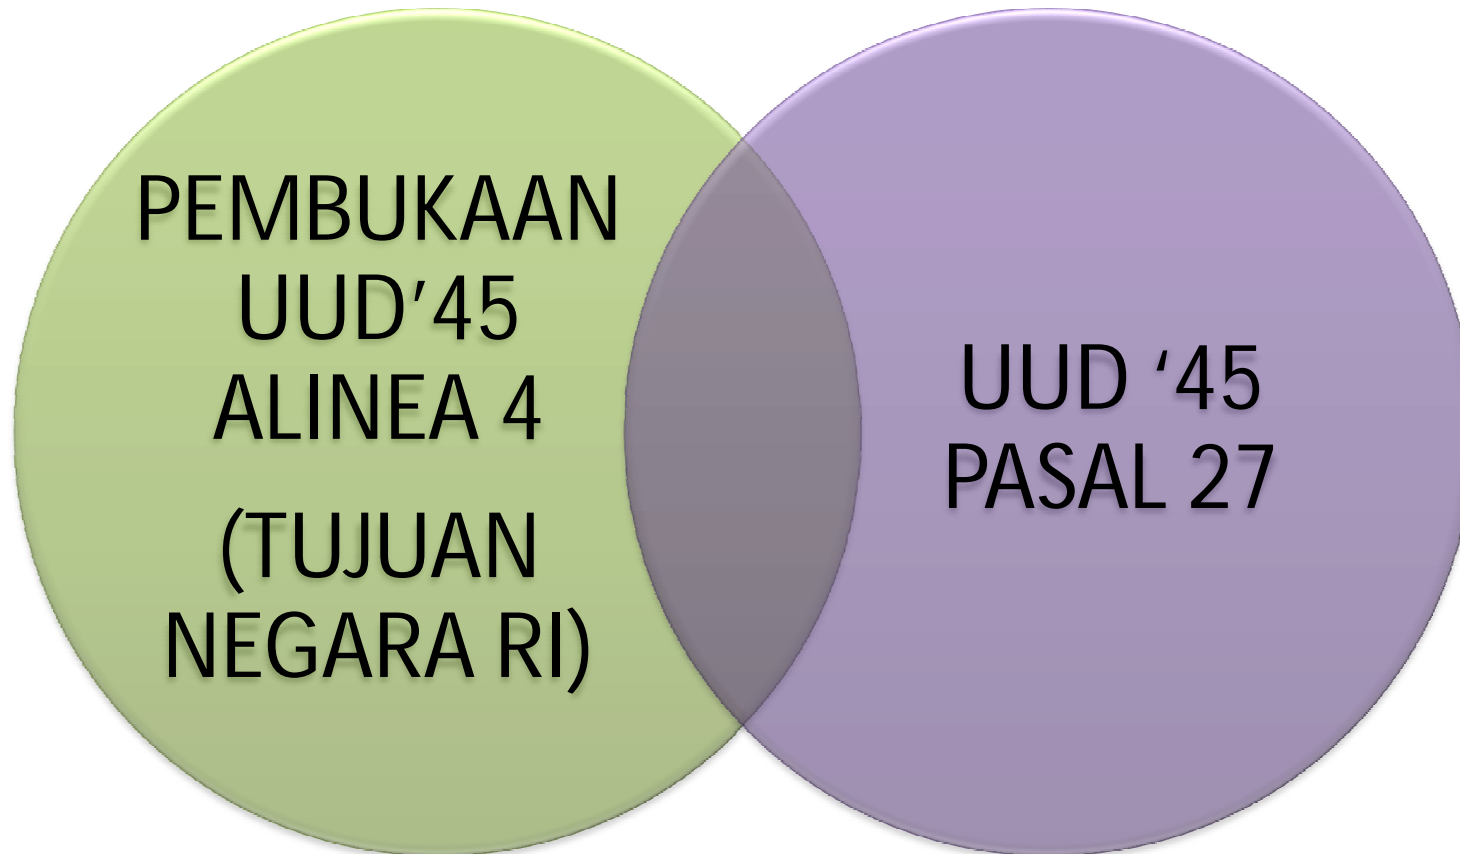 PEMBUKAAN
UUD’45
ALINEA 4
(TUJUAN
NEGARA RI)
UUD ‘45
PASAL 27